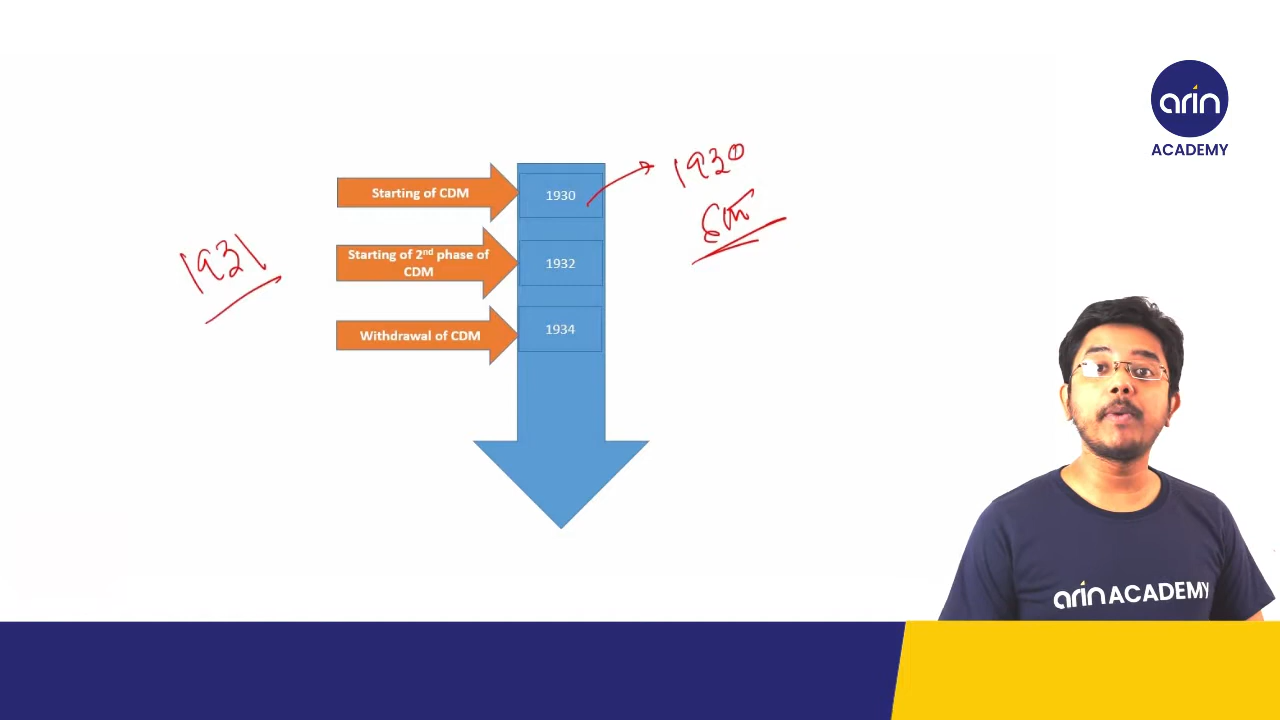 arin
ACADEMY
Starting of CDM
1930
1930
Starting of 2nd phase of
CDM
1932
1931
Withdrawal of CDM
1934
arin ACADEMY